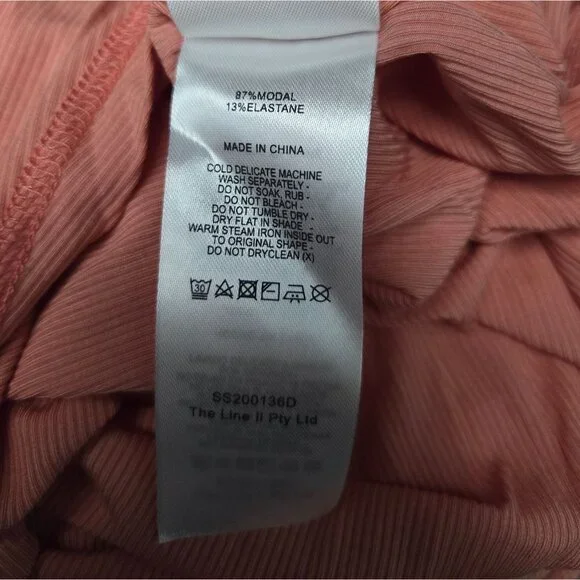 87%MODAL
13%ELASTANE
MADE IN CHINA
COLD DELICATE MACHINE
WASH SEPARATELY -
DO NOT SOAK, RUB -
DO NOT BLEACH -
DO NOT TUMBLE DRY -
DRY FLAT IN SHADE -
WARM STEAM IRON INSIDE OUT
TO ORIGINAL SHAPE -
DO NOT DRYCLEAN (X)
30
SS200136D
The Line II Pty Ltd